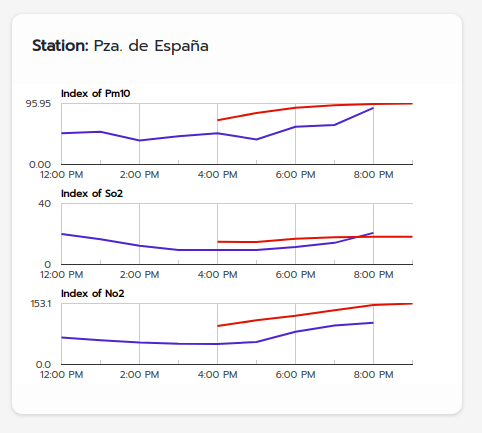 Station: Pza. de España
Index of Pm10
95.95
0.00
12:00 PM 2:00 PM 4:00 PM 6:00 PM 8:00 PM
Index of So2
40
0
12:00 PM 2:00 PM 4:00 PM 6:00 PM 8:00 PM
Index of No2
153.1
0.0
12:00 PM 2:00 PM 4:00 PM 6:00 PM 8:00 PM